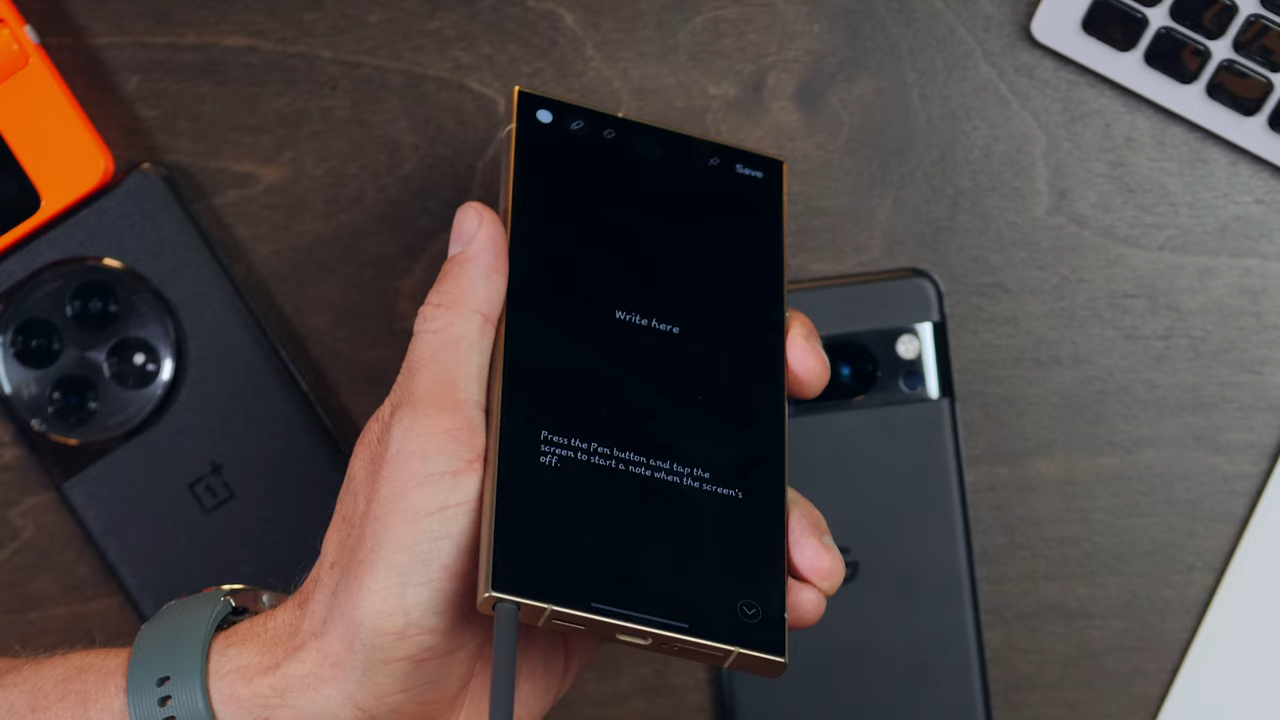 Save
Write here
Press the Pen button and tap the
screen to start a note when the screen's
off.